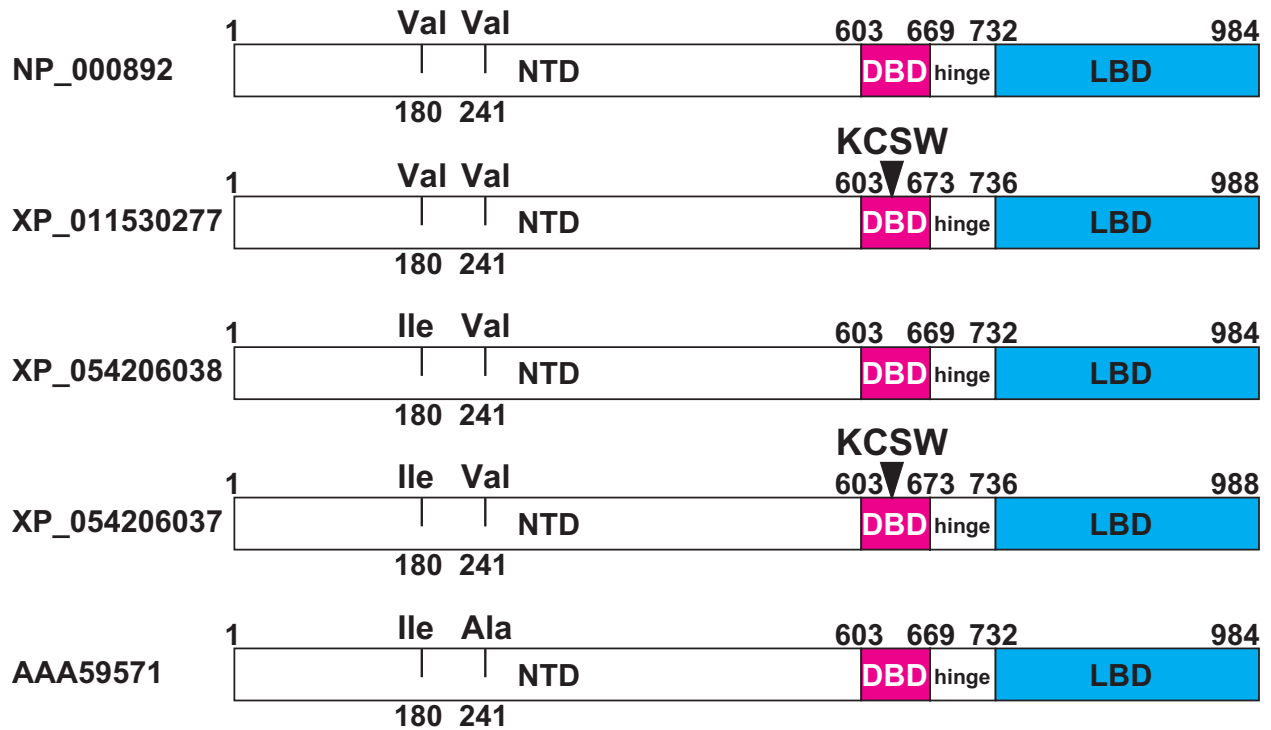 1 Val Val 603 669 732 984
NP_000892 NTD DBD hinge LBD
180 241
KCSW
1 Val Val 603 673 736 988
XP_011530277 NTD DBD hinge LBD
180 241
1 Ile Val 603 669 732 984
XP_054206038 NTD DBD hinge LBD
180 241
KCSW
1 Ile Val 603 673 736 988
XP_054206037 NTD DBD hinge LBD
180 241
1 Ile Ala 603 669 732 984
AAA59571 NTD DBD hinge LBD
180 241